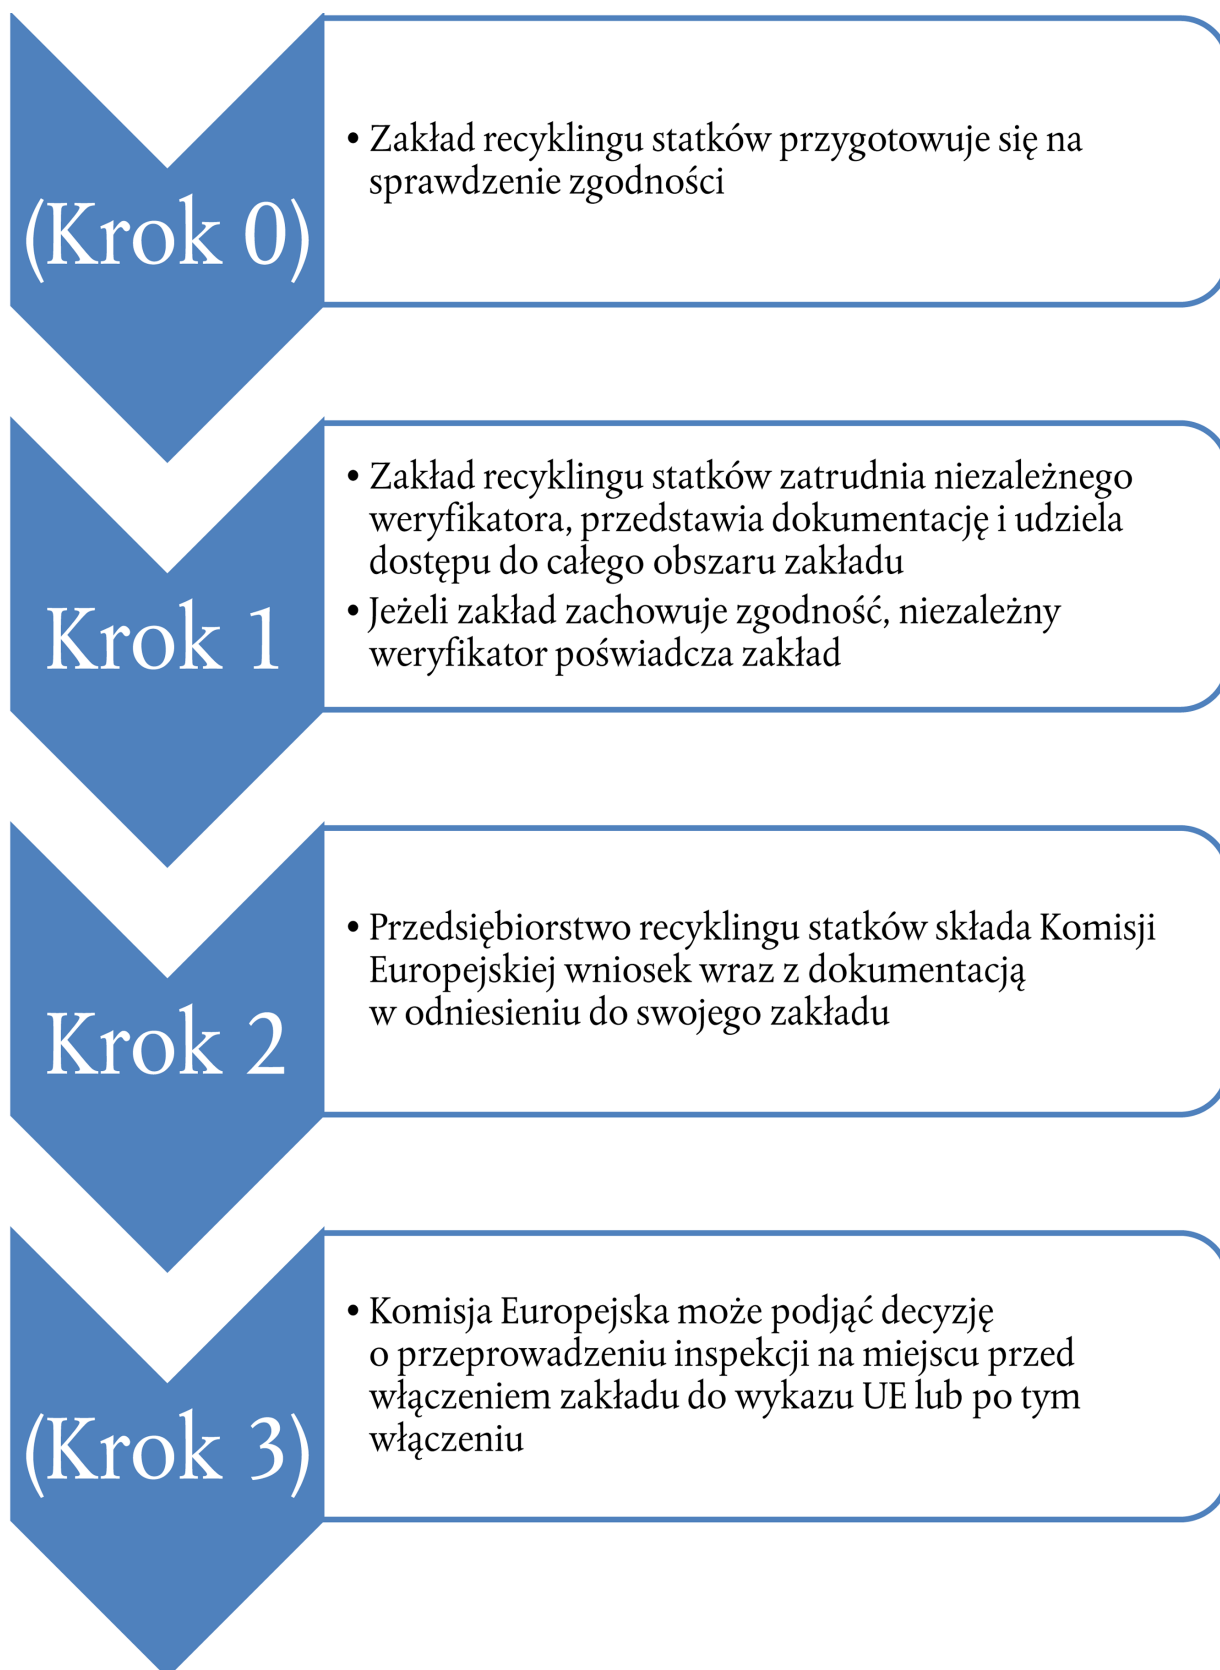 (Krok 0)
• Zakład recyklingu statków przygotowuje się na
sprawdzenie zgodności
Krok 1
• Zakład recyklingu statków zatrudnia niezależnego
weryfikatora, przedstawia dokumentację i udziela
dostępu do całego obszaru zakładu
• Jeżeli zakład zachowuje zgodność, niezależny
weryfikator poświadcza zakład
Krok 2
• Przedsiębiorstwo recyklingu statków składa Komisji
Europejskiej wniosek wraz z dokumentacją
w odniesieniu do swojego zakładu
(Krok 3)
• Komisja Europejska może podjąć decyzję
o przeprowadzeniu inspekcji na miejscu przed
włączeniem zakładu do wykazu UE lub po tym
włączeniu